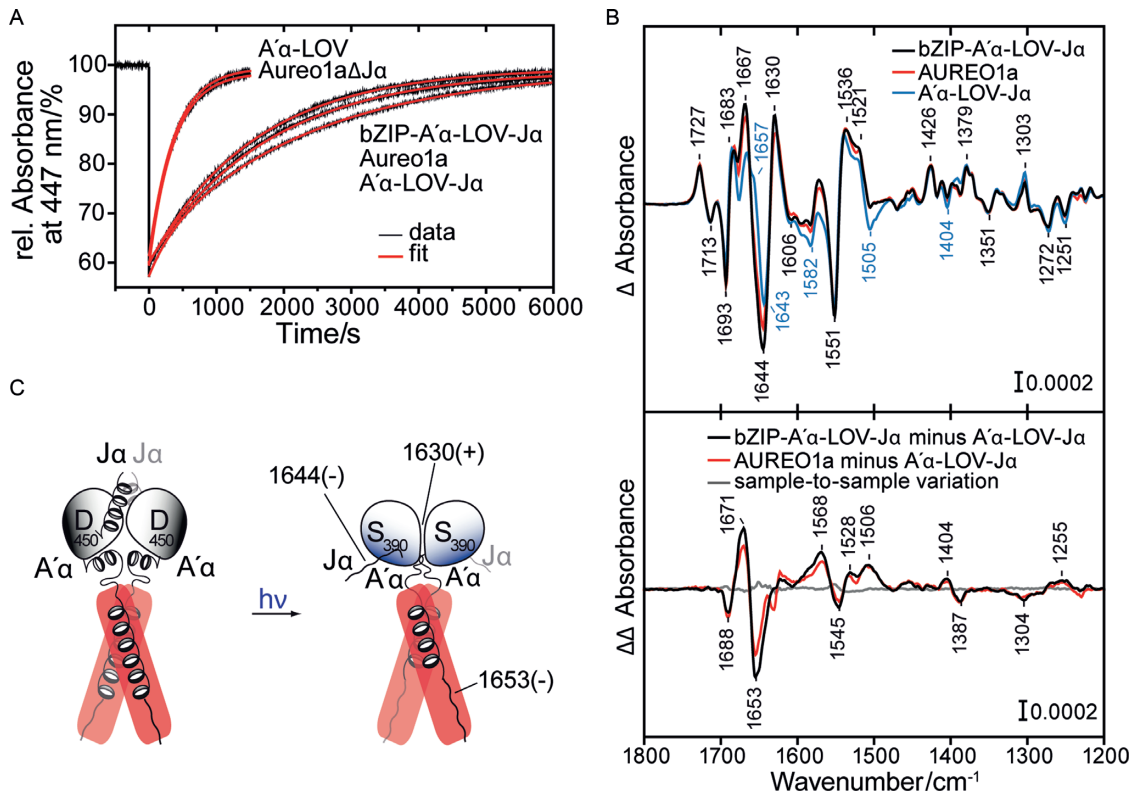 A
rel. Absorbance
at 447 nm/%
100
90
80
70
60
A´α-LOV
Aureo1aΔJα
bZIP-A´α-LOV-Jα
Aureo1a
A´α-LOV-Jα
data
fit
0 1000 2000 3000 4000 5000 6000
Time/s
B
Δ Absorbance
bZIP-A´α-LOV-Jα
AUREO1a
A´α-LOV-Jα
1727
1713
1693
1683
1667
1657
1644
1643
1630
1606
1582
1551
1536
1521
1505
1426
1404
1379
1351
1303
1272
1251
0.0002
ΔΔ Absorbance
bZIP-A´α-LOV-Jα minus A´α-LOV-Jα
AUREO1a minus A´α-LOV-Jα
sample-to-sample variation
1688
1671
1653
1568
1545
1528
1506
1404
1387
1304
1255
0.0002
1800 1700 1600 1500 1400 1300 1200
Wavenumber/cm-1
C
Jα Jα
D450 D450
A´α A´α
hν
1644(-)
1630(+)
S390 S390
Jα Jα
A´α A´α
1653(-)